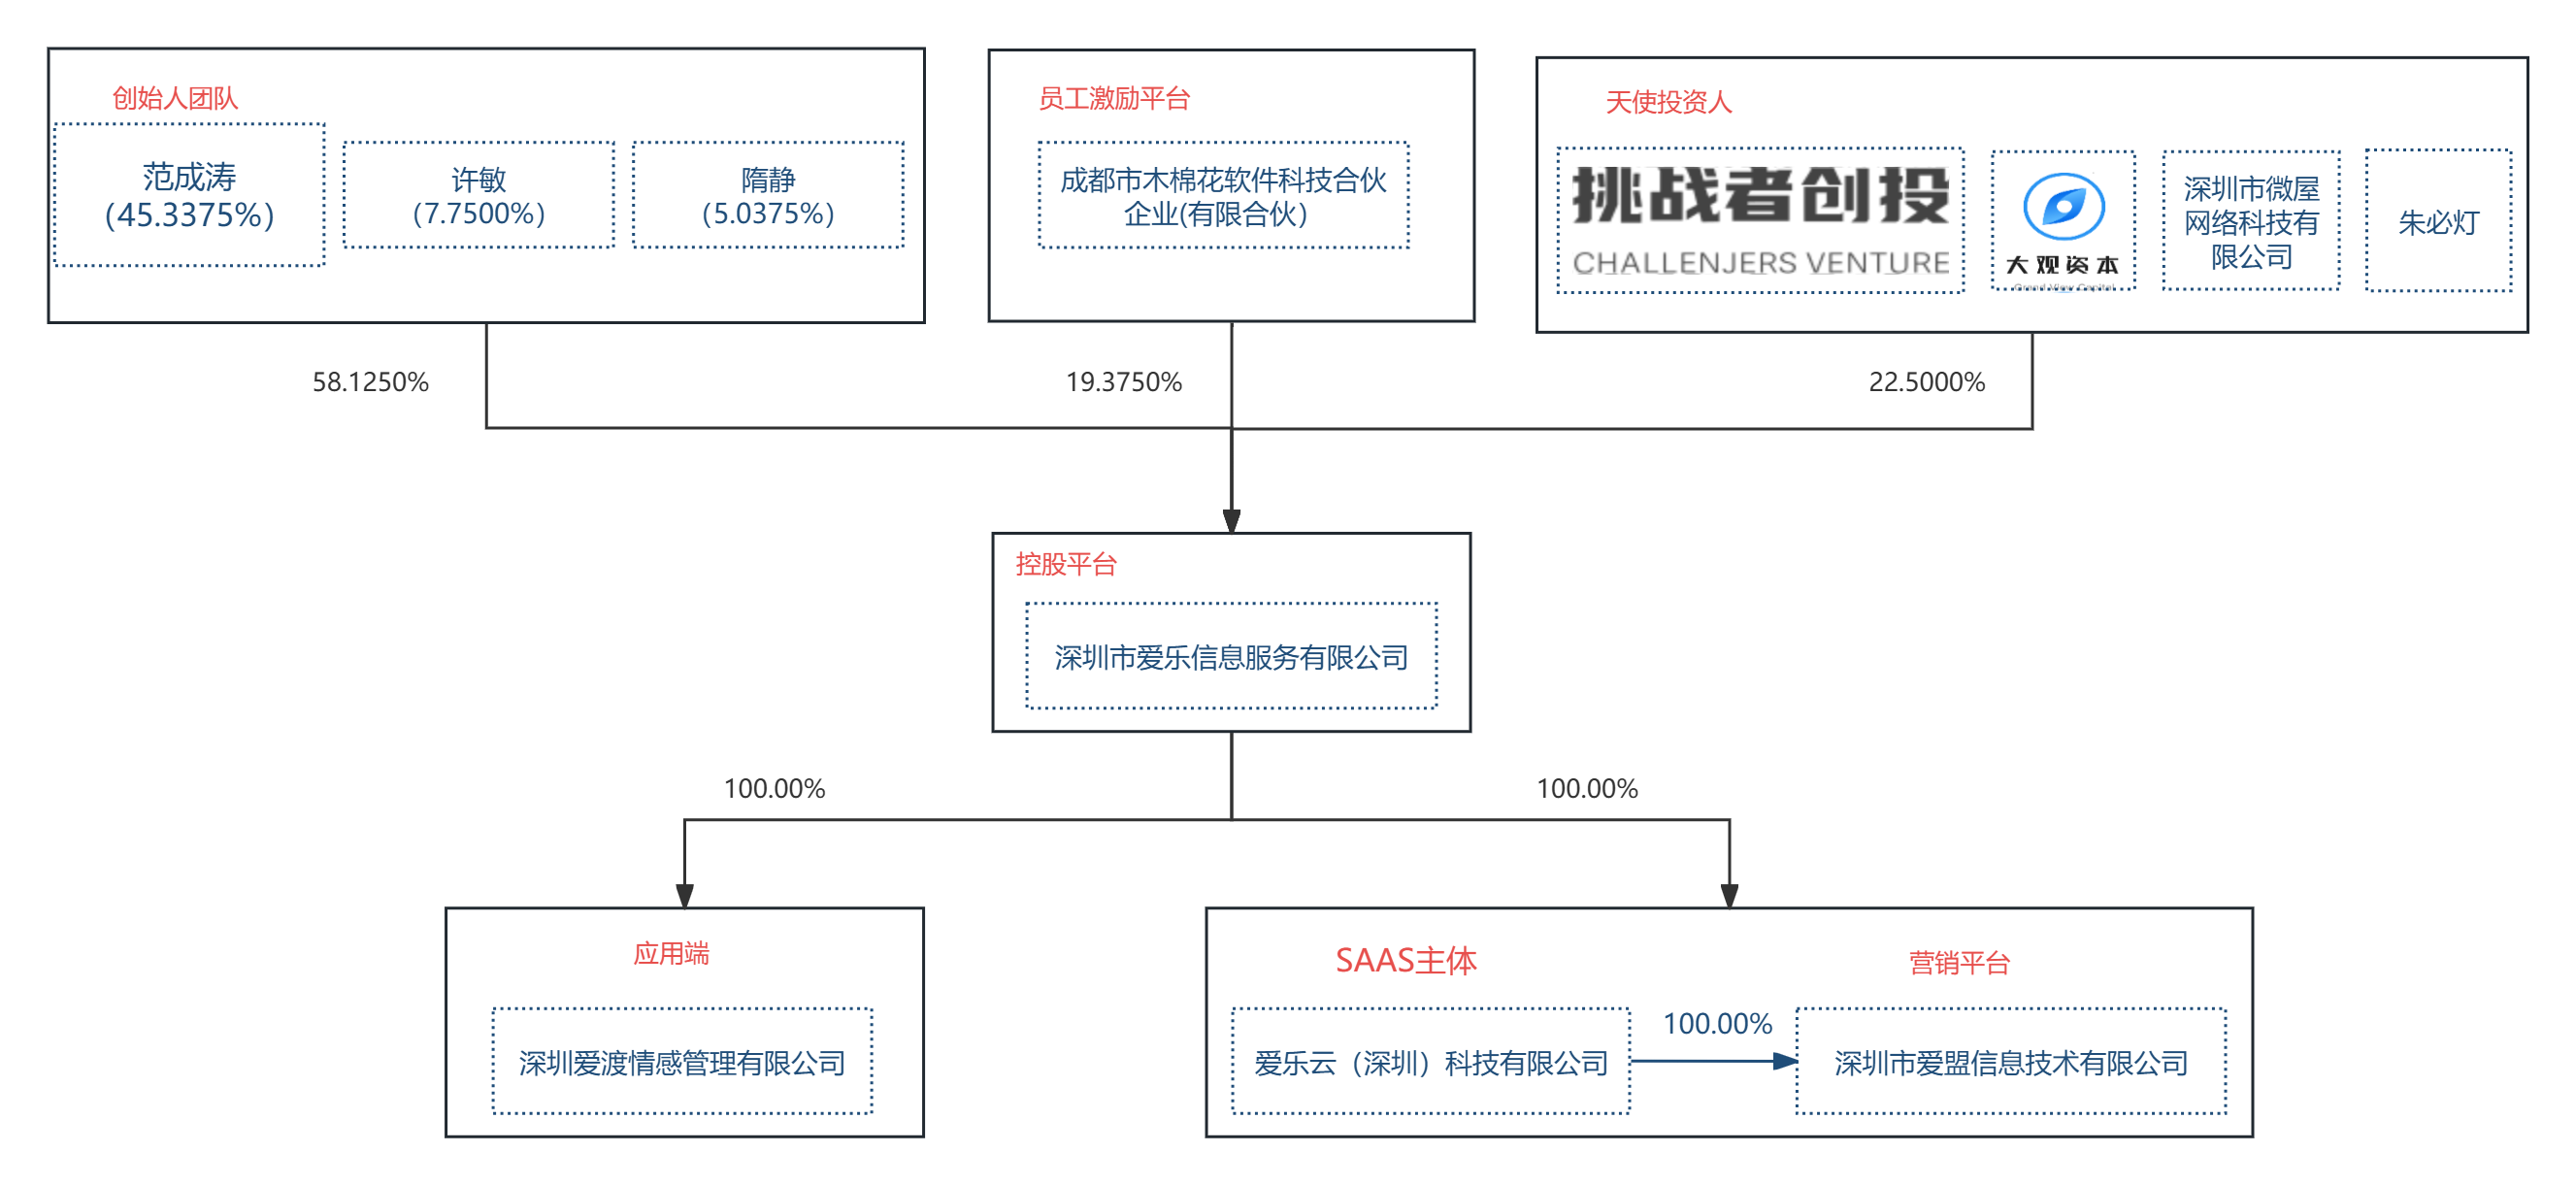 创始人团队
范成涛
(45.3375%)
许敏
(7.7500%)
隋静
(5.0375%)
员工激励平台
成都市木棉花软件科技合伙
企业(有限合伙)
天使投资人
挑战者创投
CHALLENJERS VENTURE
大观资本
Grand View Capital
深圳市微屋
网络科技有
限公司
朱必灯
58.1250%
19.3750%
22.5000%
控股平台
深圳市爱乐信息服务有限公司
100.00%
100.00%
应用端
深圳爱渡情感管理有限公司
SAAS主体
营销平台
爱乐云（深圳）科技有限公司
100.00%
深圳市爱盟信息技术有限公司